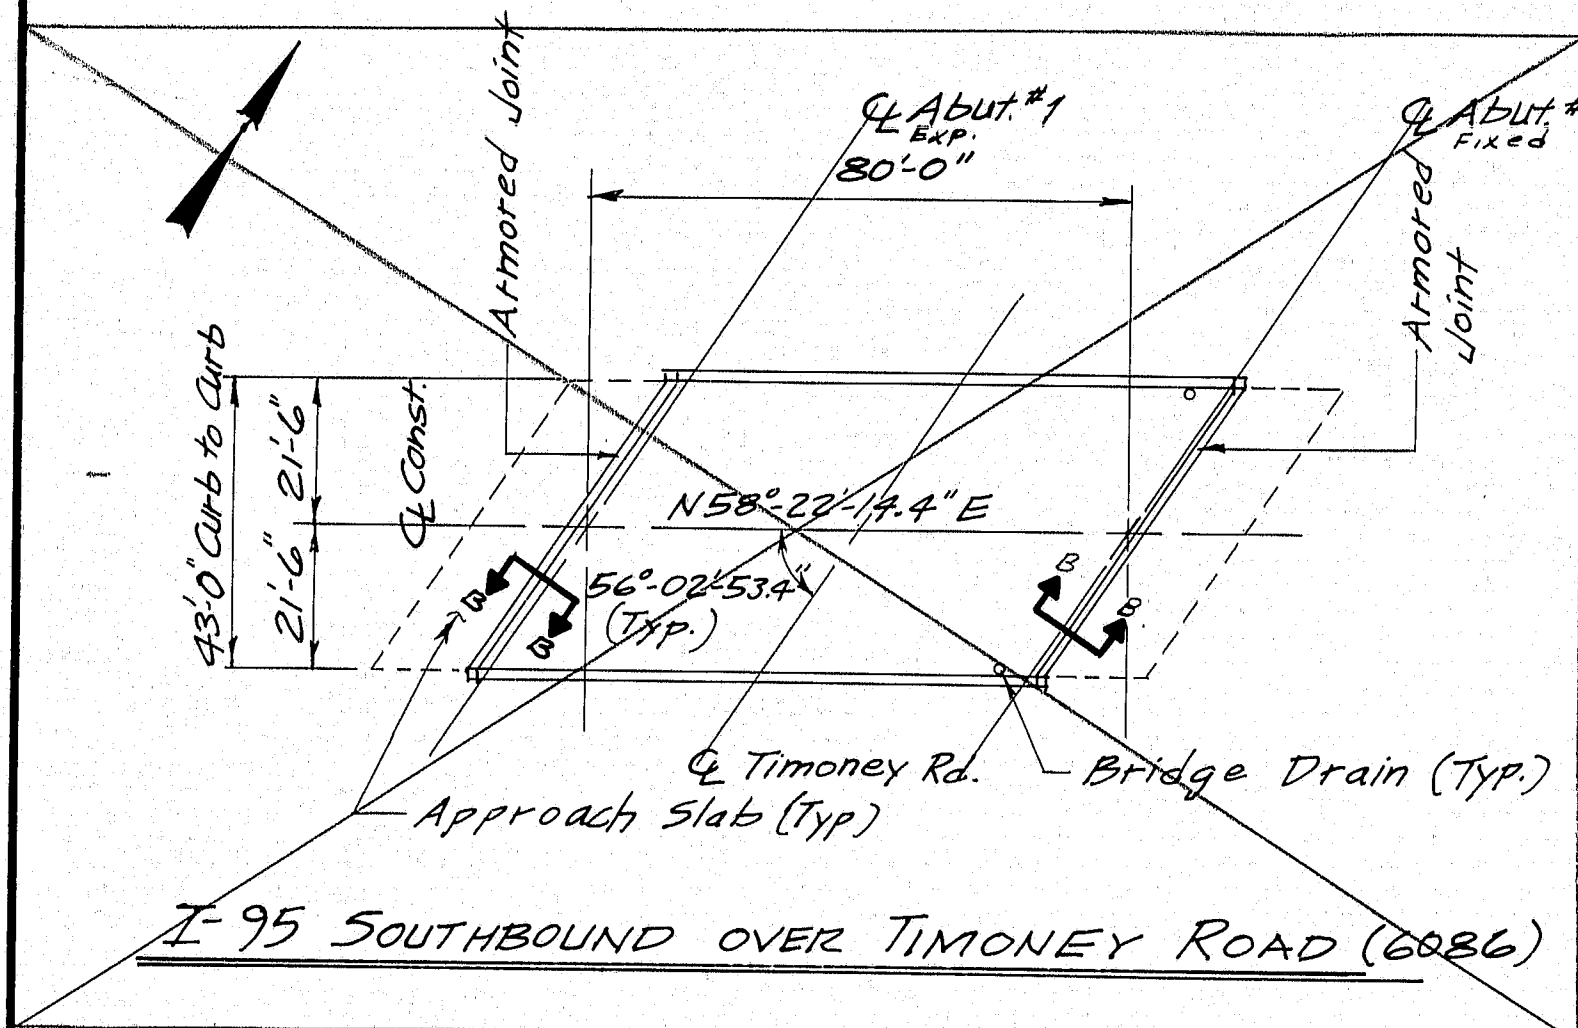 Armored Joint
℄ Abut. #1
Exp.
80'-0"
℄ Abut. #
Fixed
Armored
Joint
43'-0" Curb to Curb
21'-6"
21'-6"
℄ Const.
N58°-22'-14.4" E
56°-02'-53.4"
(Typ.)
B
B
B
B
℄ Timoney Rd.
Bridge Drain (Typ.)
Approach Slab (Typ)
I-95 SOUTHBOUND OVER TIMONEY ROAD (6086)